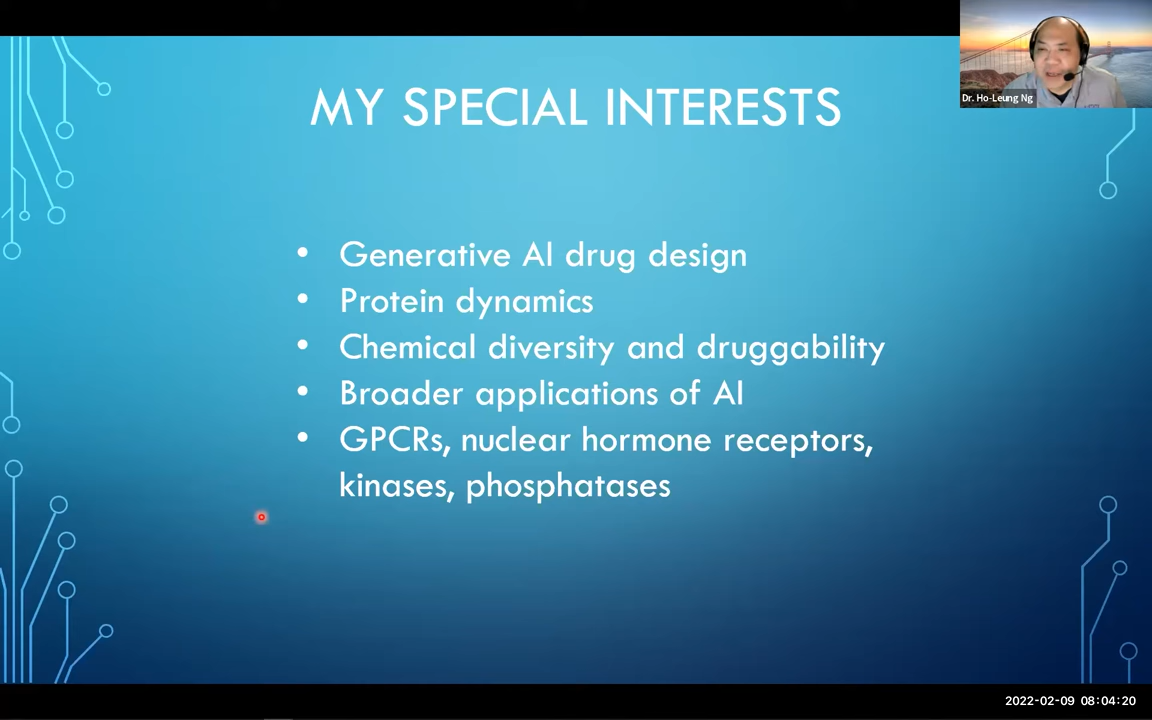 Dr. Ho-Leung Ng
MY SPECIAL INTERESTS
• Generative AI drug design
• Protein dynamics
• Chemical diversity and druggability
• Broader applications of AI
• GPCRs, nuclear hormone receptors,
kinases, phosphatases
2022-02-09 08:04:20